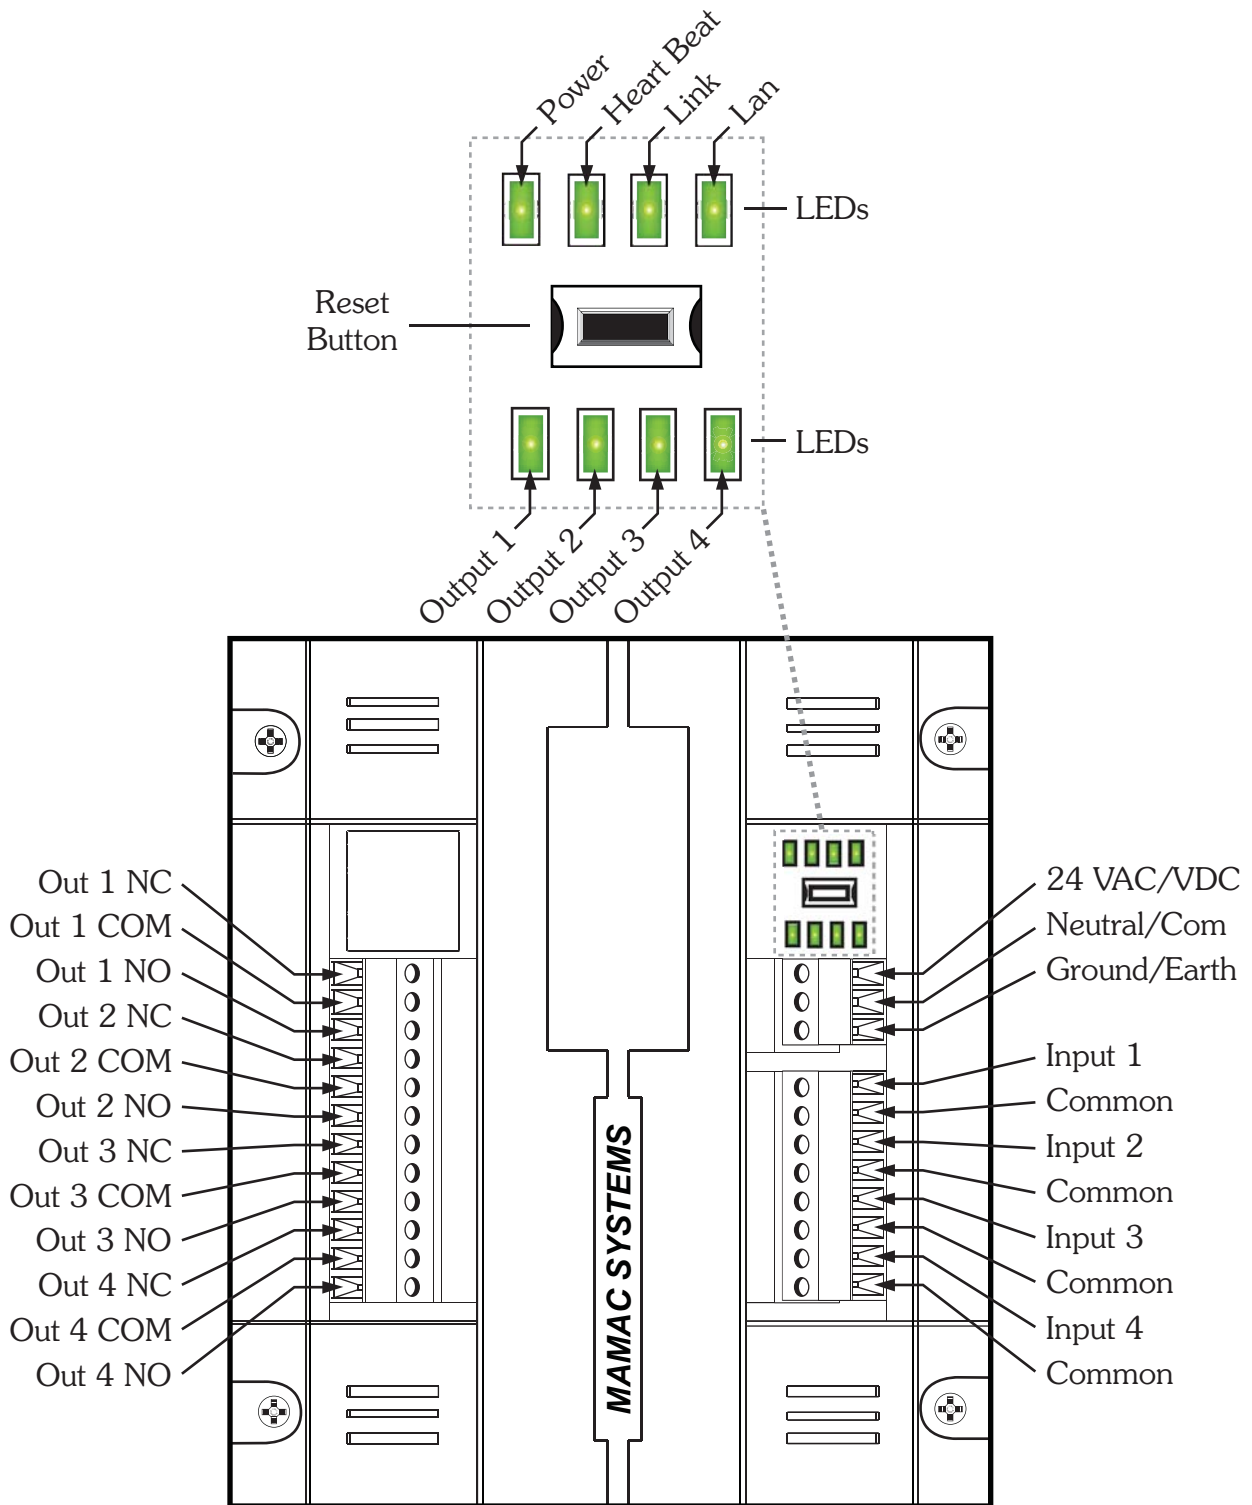 Power
Heart Beat
Link
Lan
LEDs
Reset
Button
LEDs
Output 1
Output 2
Output 3
Output 4
Out 1 NC
Out 1 COM
Out 1 NO
Out 2 NC
Out 2 COM
Out 2 NO
Out 3 NC
Out 3 COM
Out 3 NO
Out 4 NC
Out 4 COM
Out 4 NO
MAMAC SYSTEMS
24 VAC/VDC
Neutral/Com
Ground/Earth
Input 1
Common
Input 2
Common
Input 3
Common
Input 4
Common